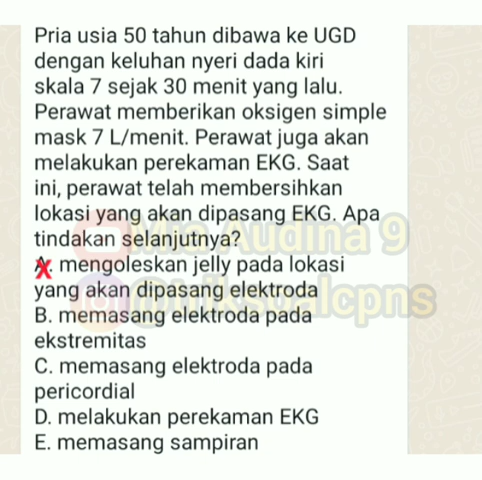 Pria usia 50 tahun dibawa ke UGD
dengan keluhan nyeri dada kiri
skala 7 sejak 30 menit yang lalu.
Perawat memberikan oksigen simple
mask 7 L/menit. Perawat juga akan
melakukan perekaman EKG. Saat
ini, perawat telah membersihkan
lokasi yang akan dipasang EKG. Apa
tindakan selanjutnya?
Mia Audina 9
A. mengoleskan jelly pada lokasi
yang akan dipasang elektroda
B. memasang elektroda pada
ekstremitas
C. memasang elektroda pada
pericordial
D. melakukan perekaman EKG
E. memasang sampiran